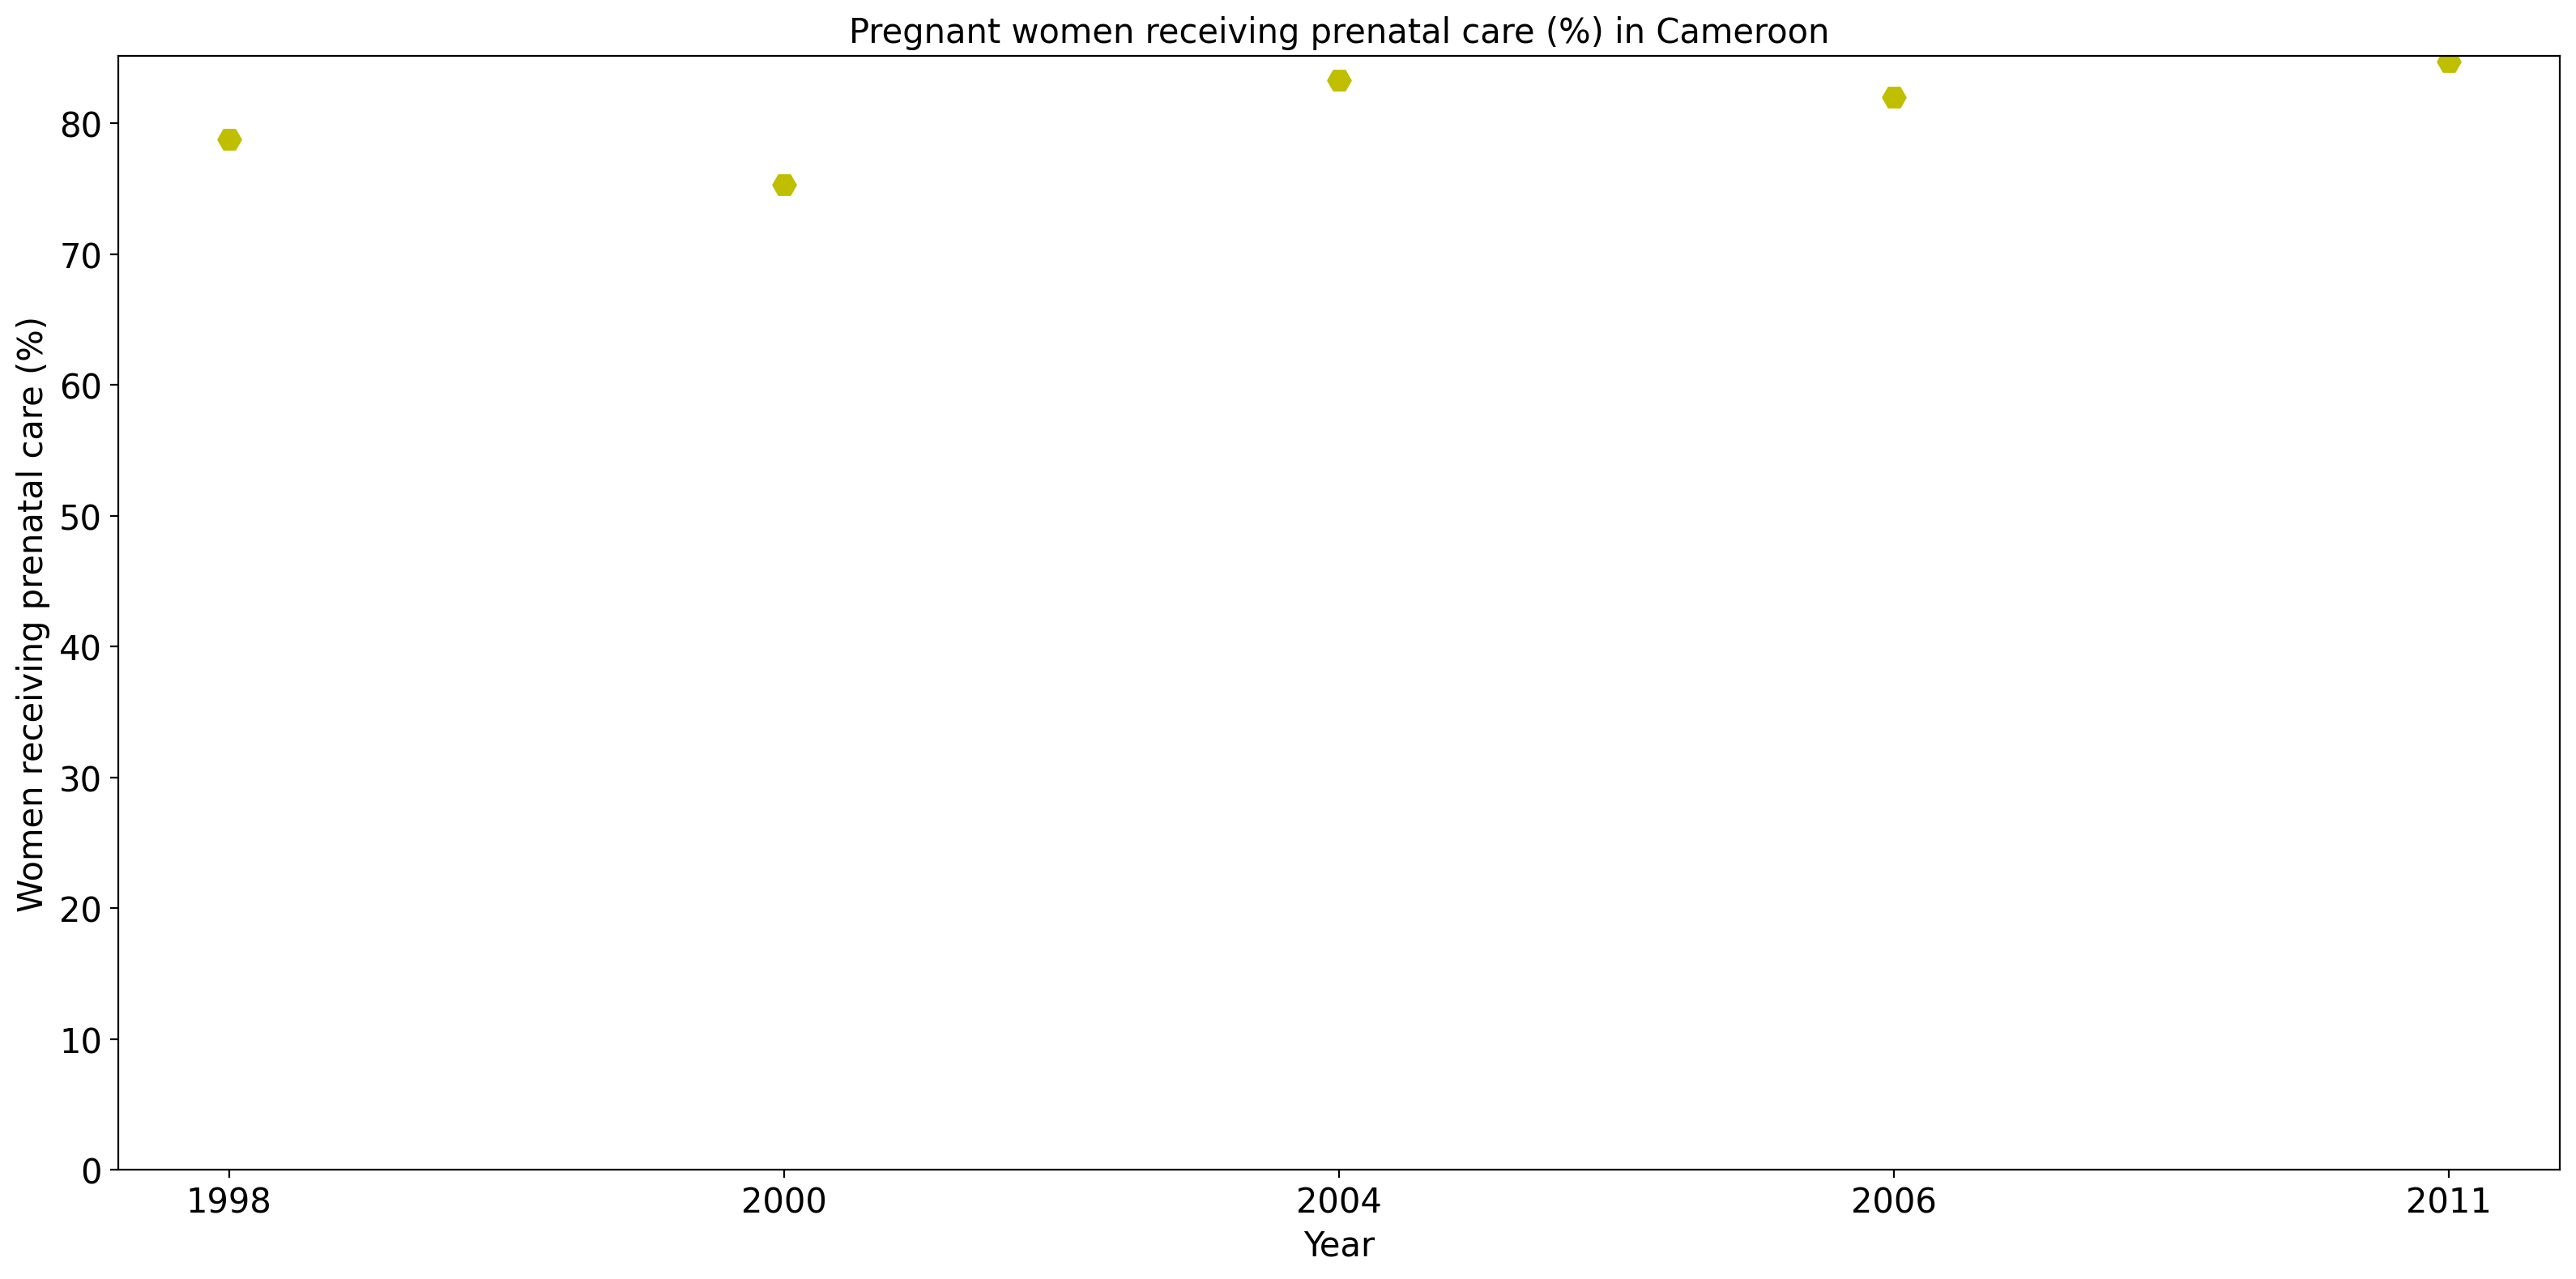 Pregnant women receiving prenatal care (%) in Cameroon
Women receiving prenatal care (%)
80
70
60
50
40
30
20
10
0
1998 2000 2004 2006 2011
Year